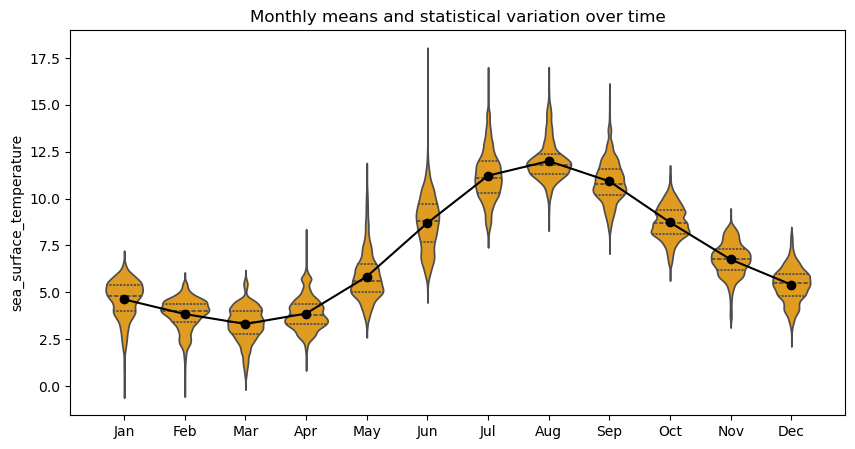 Monthly means and statistical variation over time
sea_surface_temperature
17.5
15.0
12.5
10.0
7.5
5.0
2.5
0.0
Jan Feb Mar Apr May Jun Jul Aug Sep Oct Nov Dec